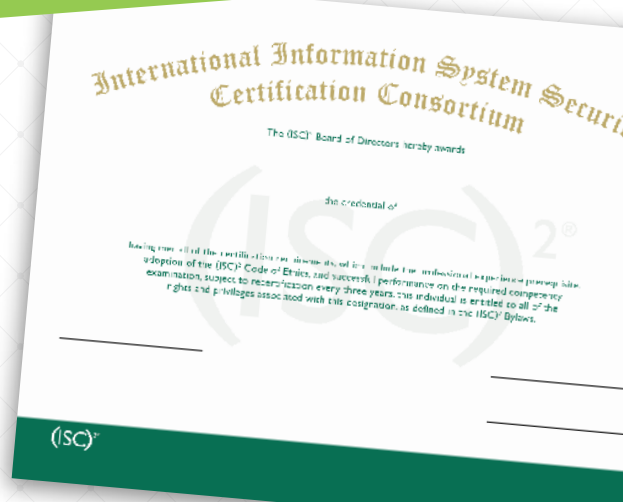 International Information System Securi
Certification Consortium
The (ISC)² Board of Directors hereby awards
the credential of
(ISC)2®
having met all of the certification requirements, which include the professional experience prerequisite,
adoption of the (ISC)² Code of Ethics, and successful performance on the required competency
examination, subject to recertification every three years, this individual is entitled to all of the
rights and privileges associated with this designation, as defined in the (ISC)² Bylaws.
(ISC)²